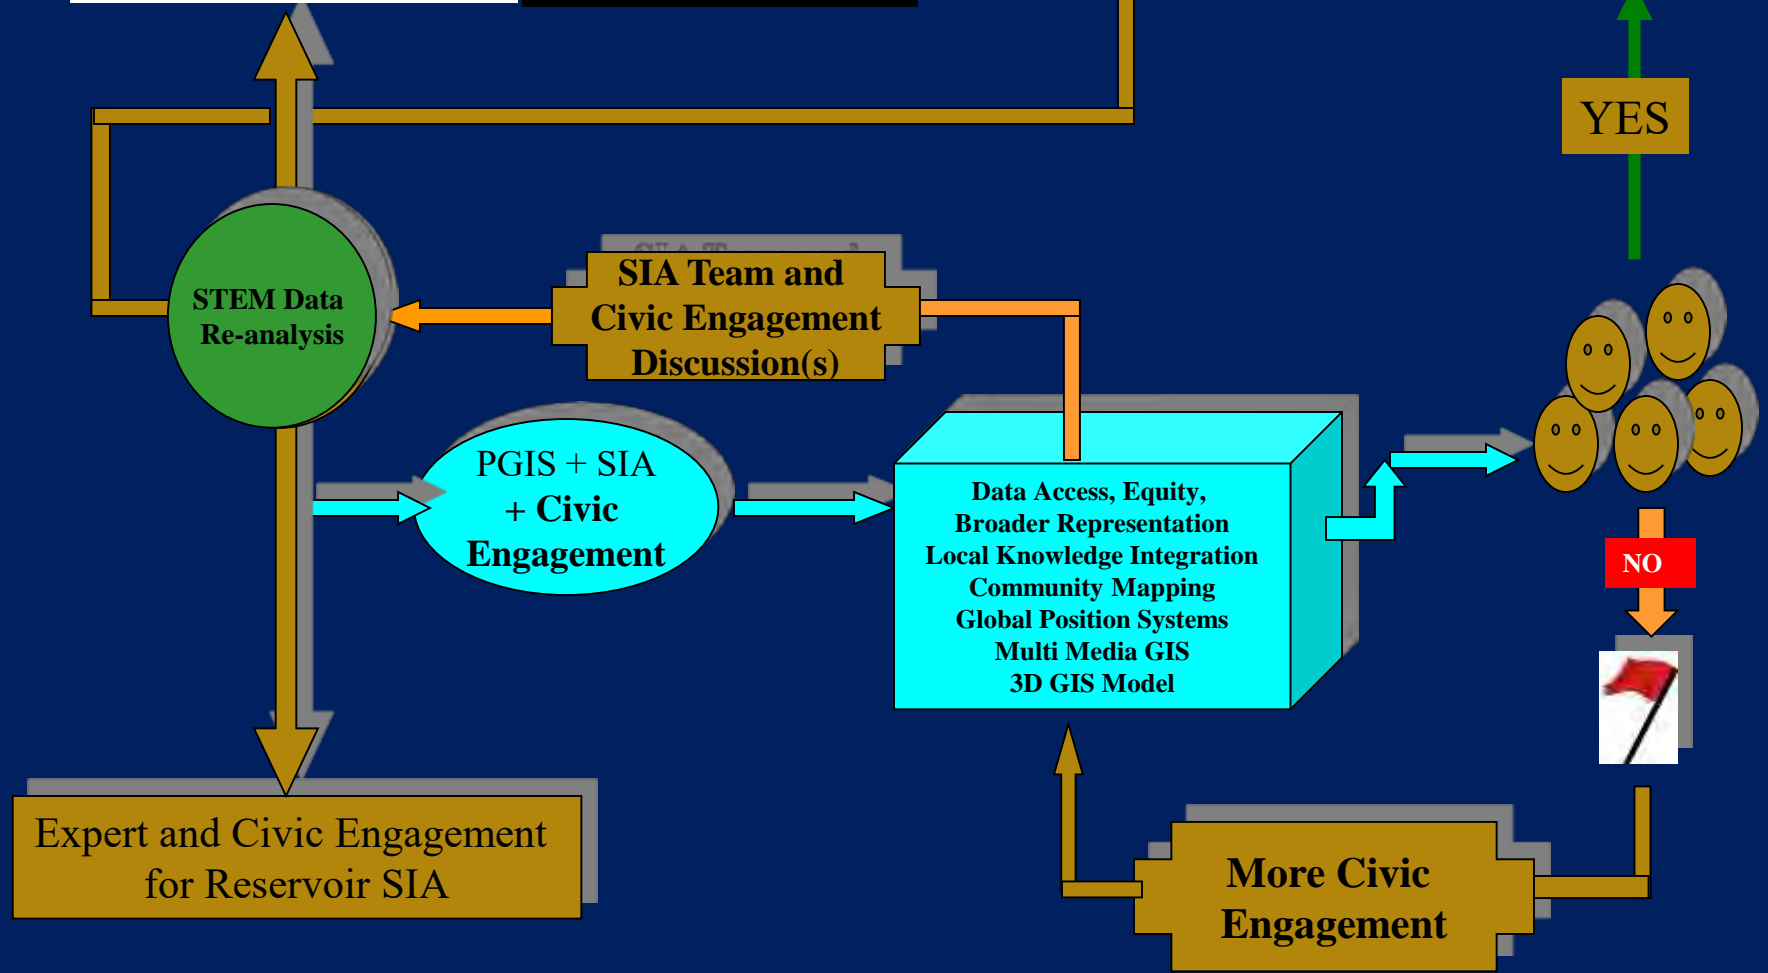 YES
SIA Team and
Civic Engagement
Discussion(s)
STEM Data
Re-analysis
PGIS + SIA
+ Civic
Engagement
Data Access, Equity,
Broader Representation
Local Knowledge Integration
Community Mapping
Global Position Systems
Multi Media GIS
3D GIS Model
NO
Expert and Civic Engagement
for Reservoir SIA
More Civic
Engagement